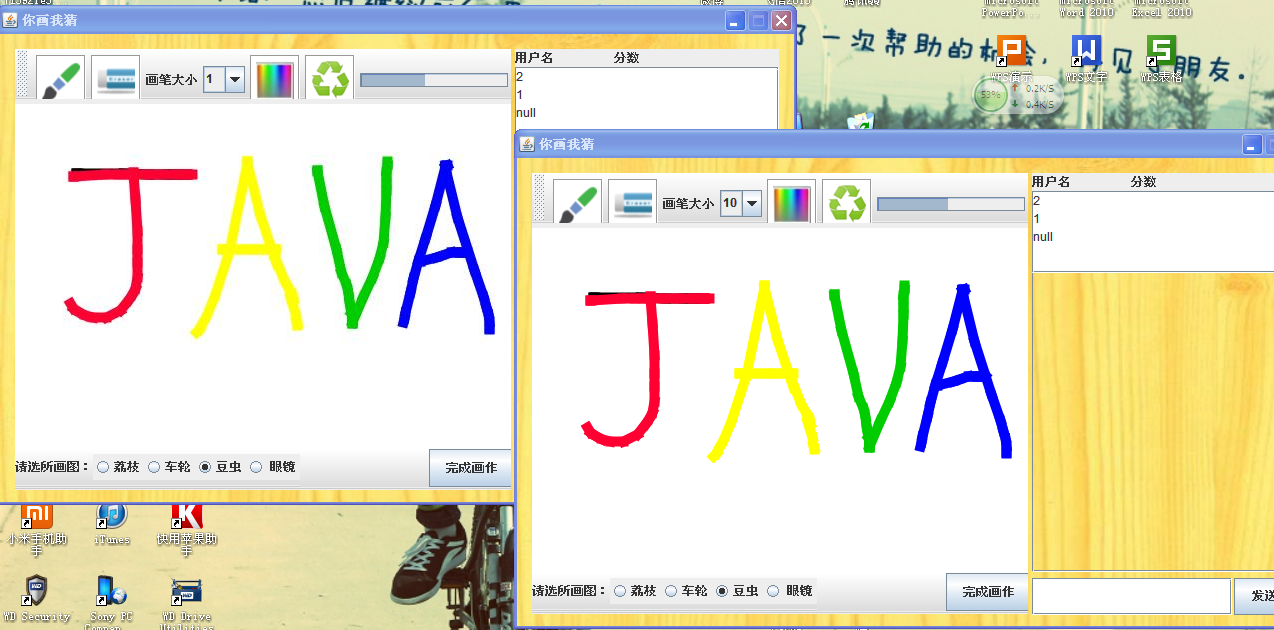 你画我猜
画笔大小 1
用户名 分数
2
1
null
JAVA
请选所画图： 荔枝 车轮 豆虫 眼镜
完成画作
一次帮助的机会,
可见
朋友.
PowerPo...
Word 2010
Excel 2010
WPS演示
WPS文字
WPS表格
53%
0.2K/S
0.4K/S
你画我猜
画笔大小 10
用户名 分数
2
1
null
JAVA
请选所画图： 荔枝 车轮 豆虫 眼镜
完成画作
发送
小米手机助手
iTunes
快用苹果助手
WD Security
Sony PC
WD Drive
Utilities